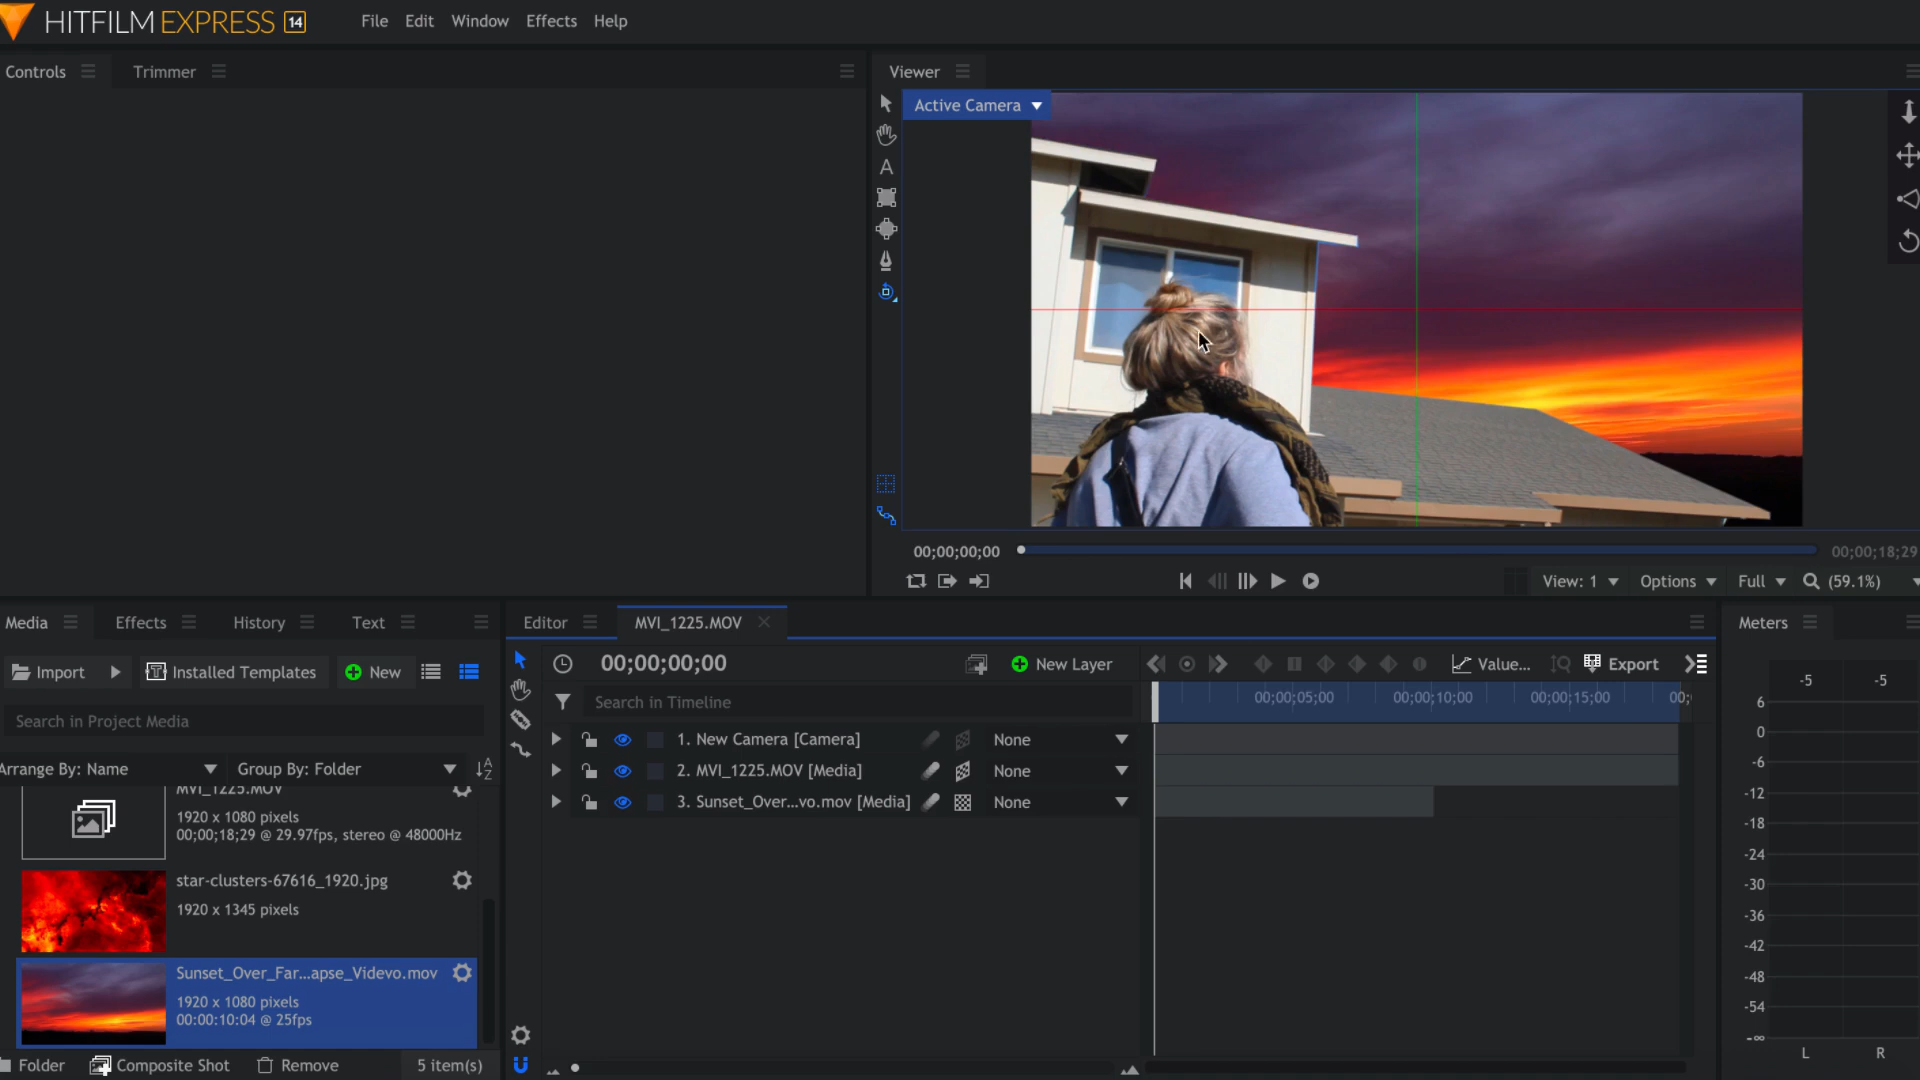 HITFILM EXPRESS 14
File Edit Window Effects Help
Controls Trimmer
Viewer
Active Camera
00;00;00;00
00;00;18;29
View: 1 Options Full (59.1%)
Media Effects History Text
Import Installed Templates New
Search in Project Media
Arrange By: Name Group By: Folder
MVI_1225.MOV
1920 x 1080 pixels
00;00;18;29 @ 29.97fps, stereo @ 48000Hz
star-clusters-67616_1920.jpg
1920 x 1345 pixels
Sunset_Over_Far...apse_Videvo.mov
1920 x 1080 pixels
00:00:10:04 @ 25fps
Folder Composite Shot Remove 5 item(s)
Editor MVI_1225.MOV
00;00;00;00 New Layer Value... Export
Search in Timeline
00;00;05;00 00;00;10;00 00;00;15;00 00;
1. New Camera [Camera] None
2. MVI_1225.MOV [Media] None
3. Sunset_Over...vo.mov [Media] None
Meters
-5 -5
6
0
-6
-12
-18
-24
-30
-36
-42
-48
-54
-∞
L R